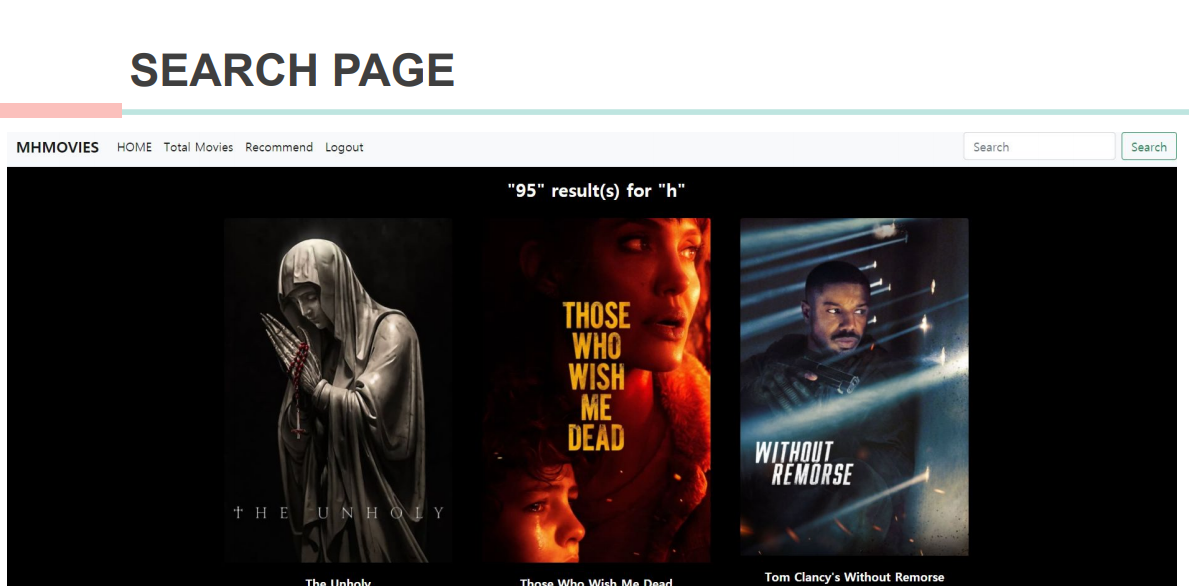 SEARCH PAGE
MHMOVIES HOME Total Movies Recommend Logout Search Search
"95" result(s) for "h"
THE UNHOLY
THOSE
WHO
WISH
ME
DEAD
WITHOUT
REMORSE
The Unholy
Those Who Wish Me Dead
Tom Clancy's Without Remorse